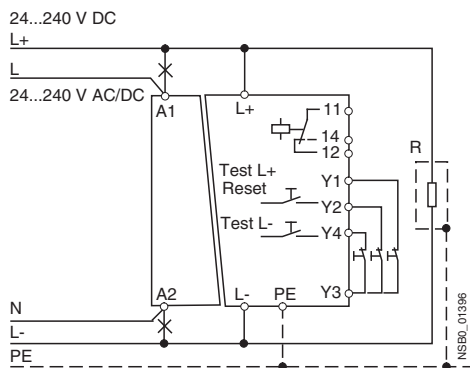 24...240 V DC
L+
L
24...240 V AC/DC
A1
L+
11
14
12
R
Test L+
Reset
Y1
Y2
Test L-
Y4
A2
L-
PE
Y3
N
L-
PE
NSB0_01396